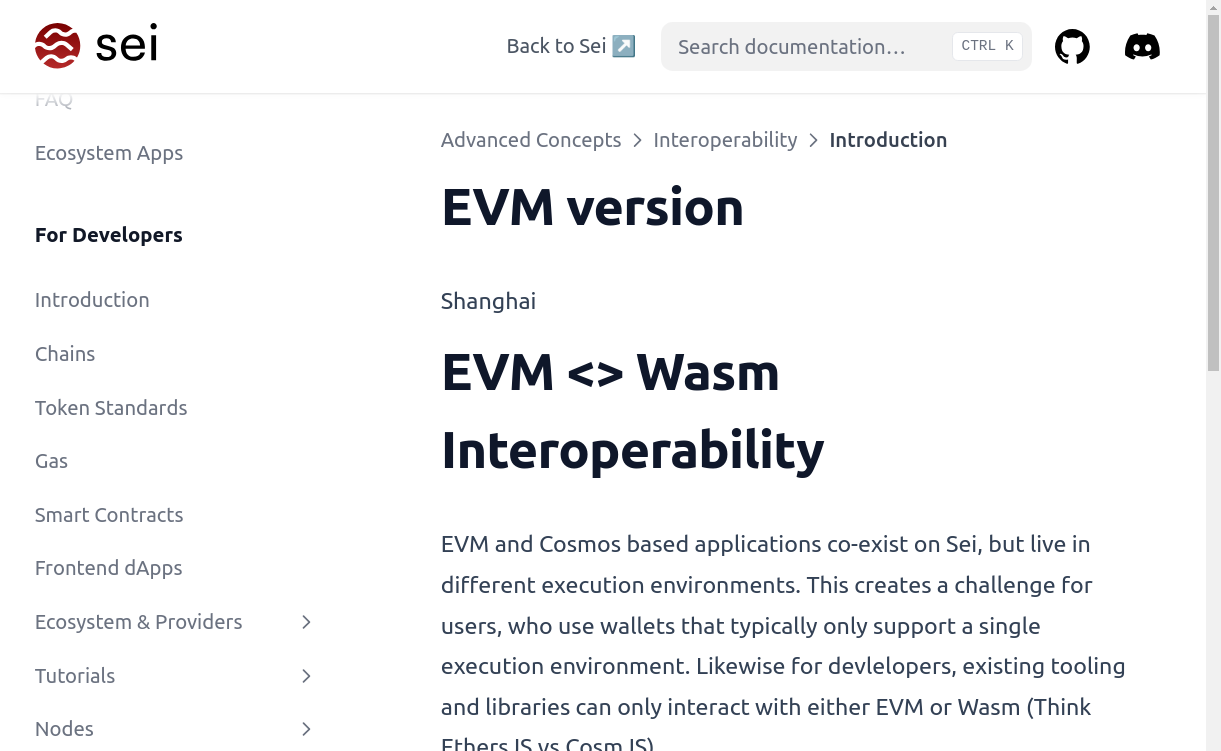 sei
Back to Sei ↗
Search documentation…
CTRL K
FAQ
Ecosystem Apps
For Developers
Introduction
Chains
Token Standards
Gas
Smart Contracts
Frontend dApps
Ecosystem & Providers
Tutorials
Nodes
Advanced Concepts > Interoperability > Introduction
EVM version
Shanghai
EVM <> Wasm
Interoperability
EVM and Cosmos based applications co-exist on Sei, but live in
different execution environments. This creates a challenge for
users, who use wallets that typically only support a single
execution environment. Likewise for devlelopers, existing tooling
and libraries can only interact with either EVM or Wasm (Think
EthersJS vs CosmJS)